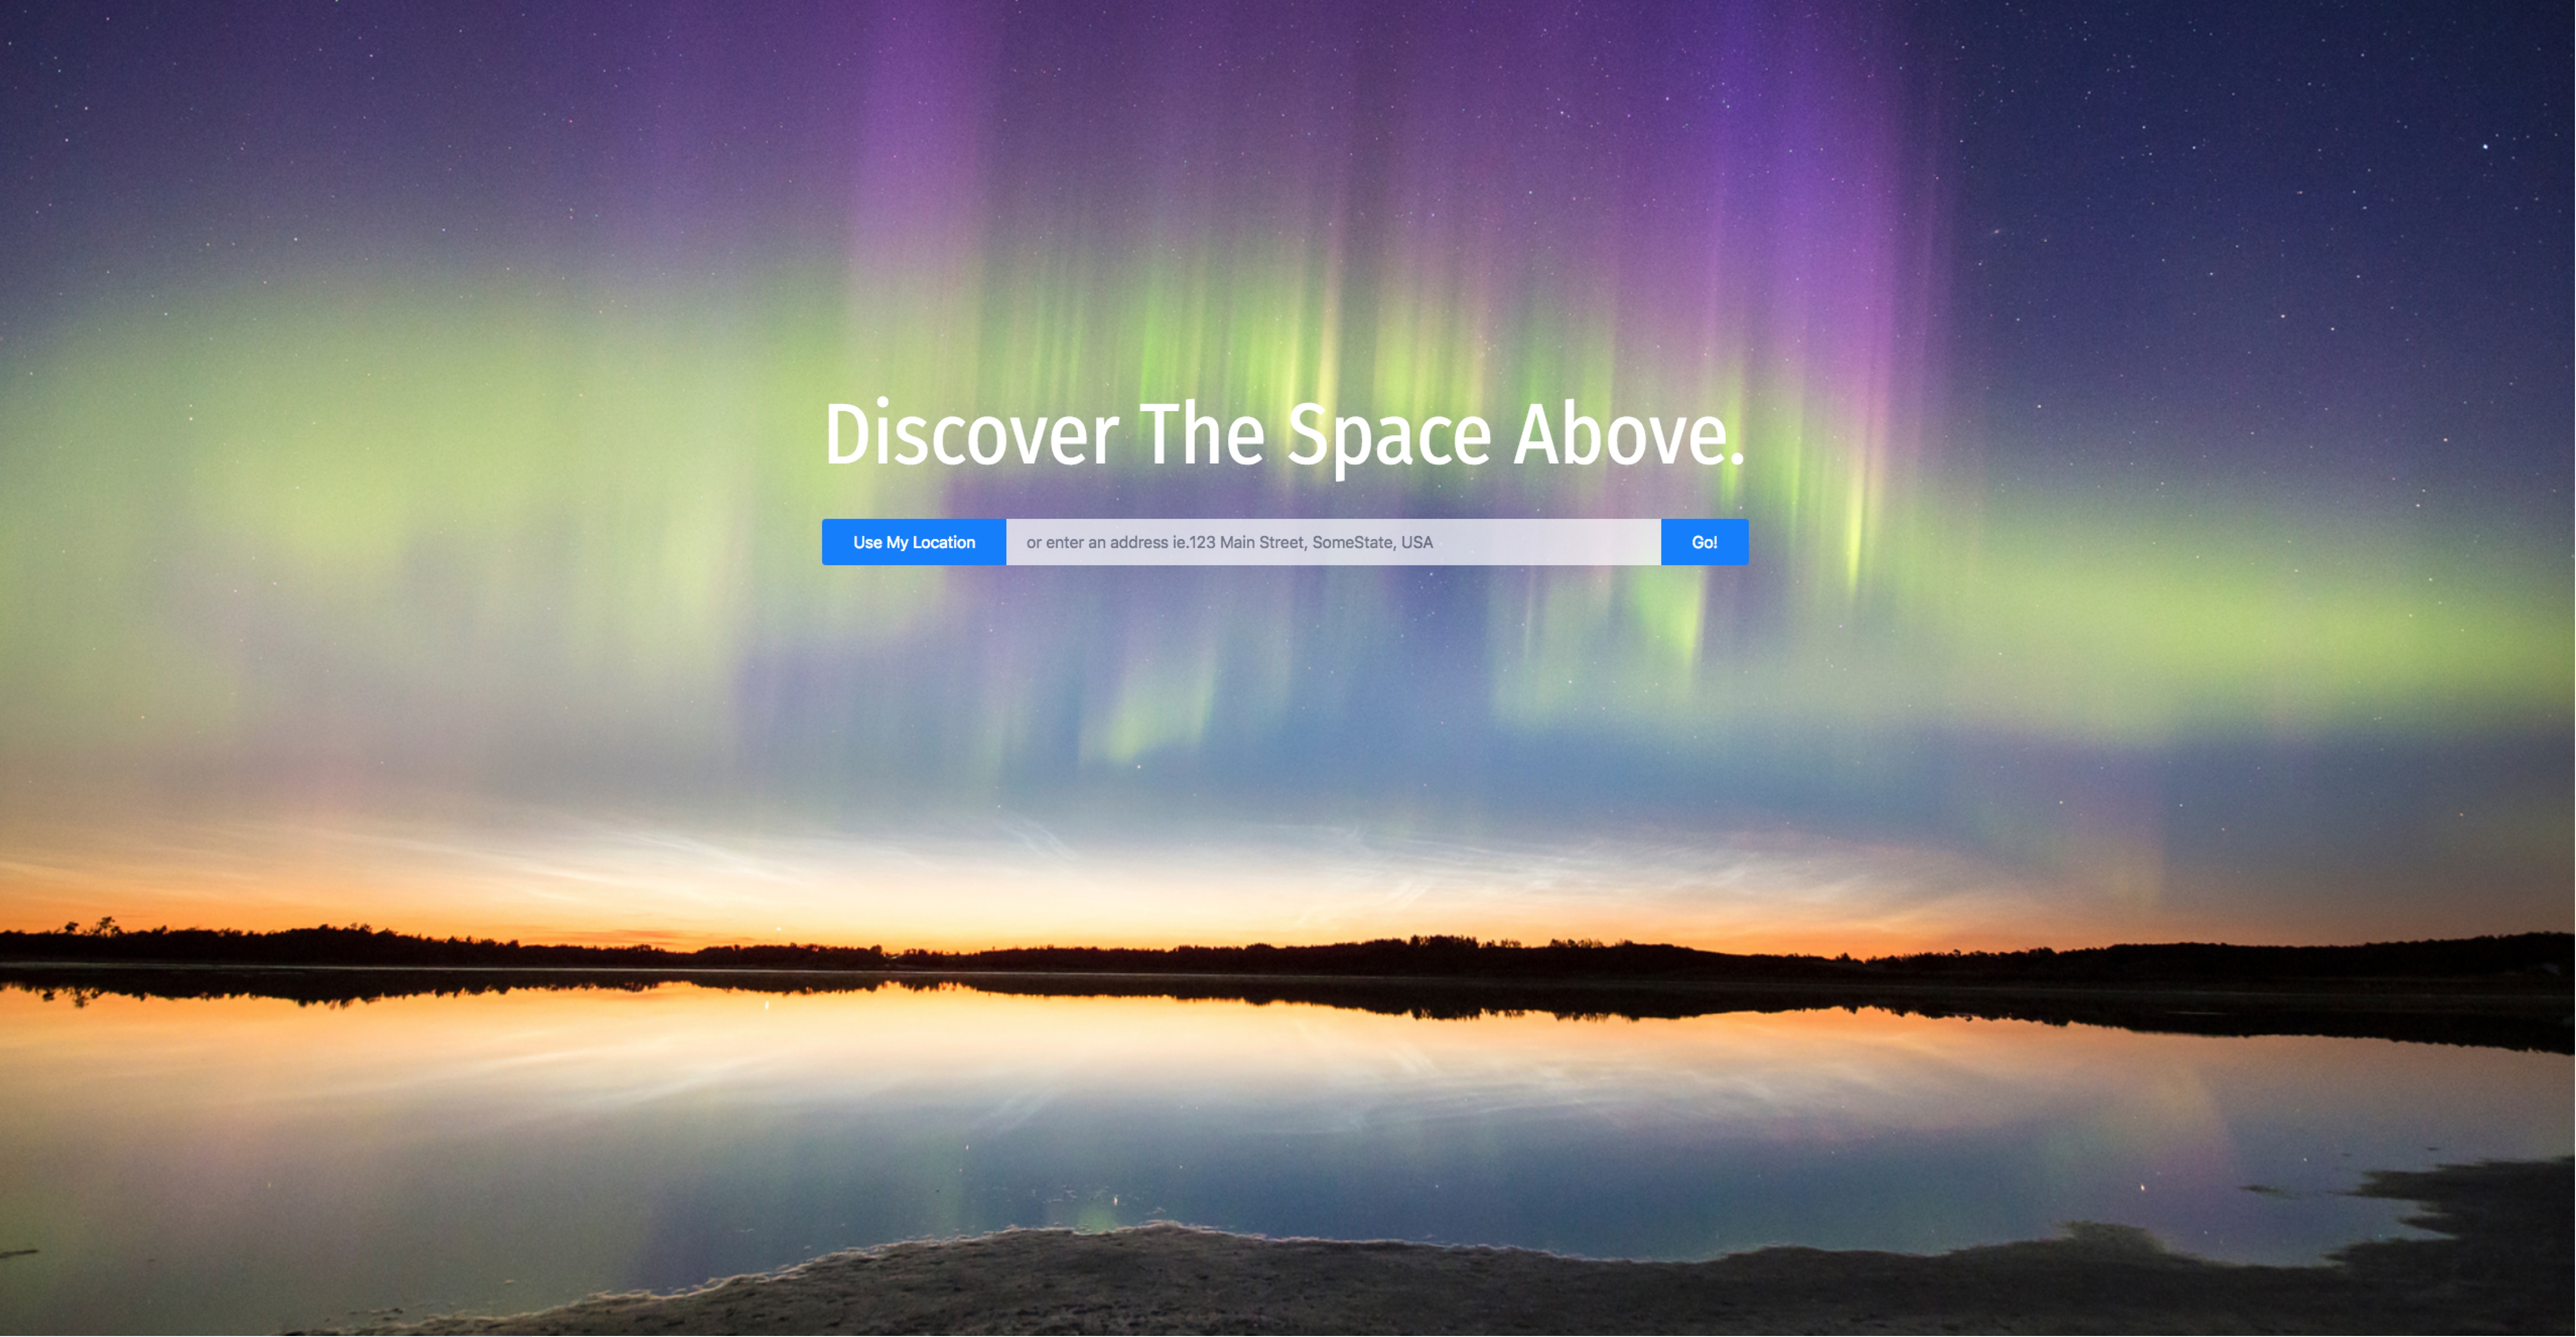 Discover The Space Above.
Use My Location or enter an address ie.123 Main Street, SomeState, USA Go!